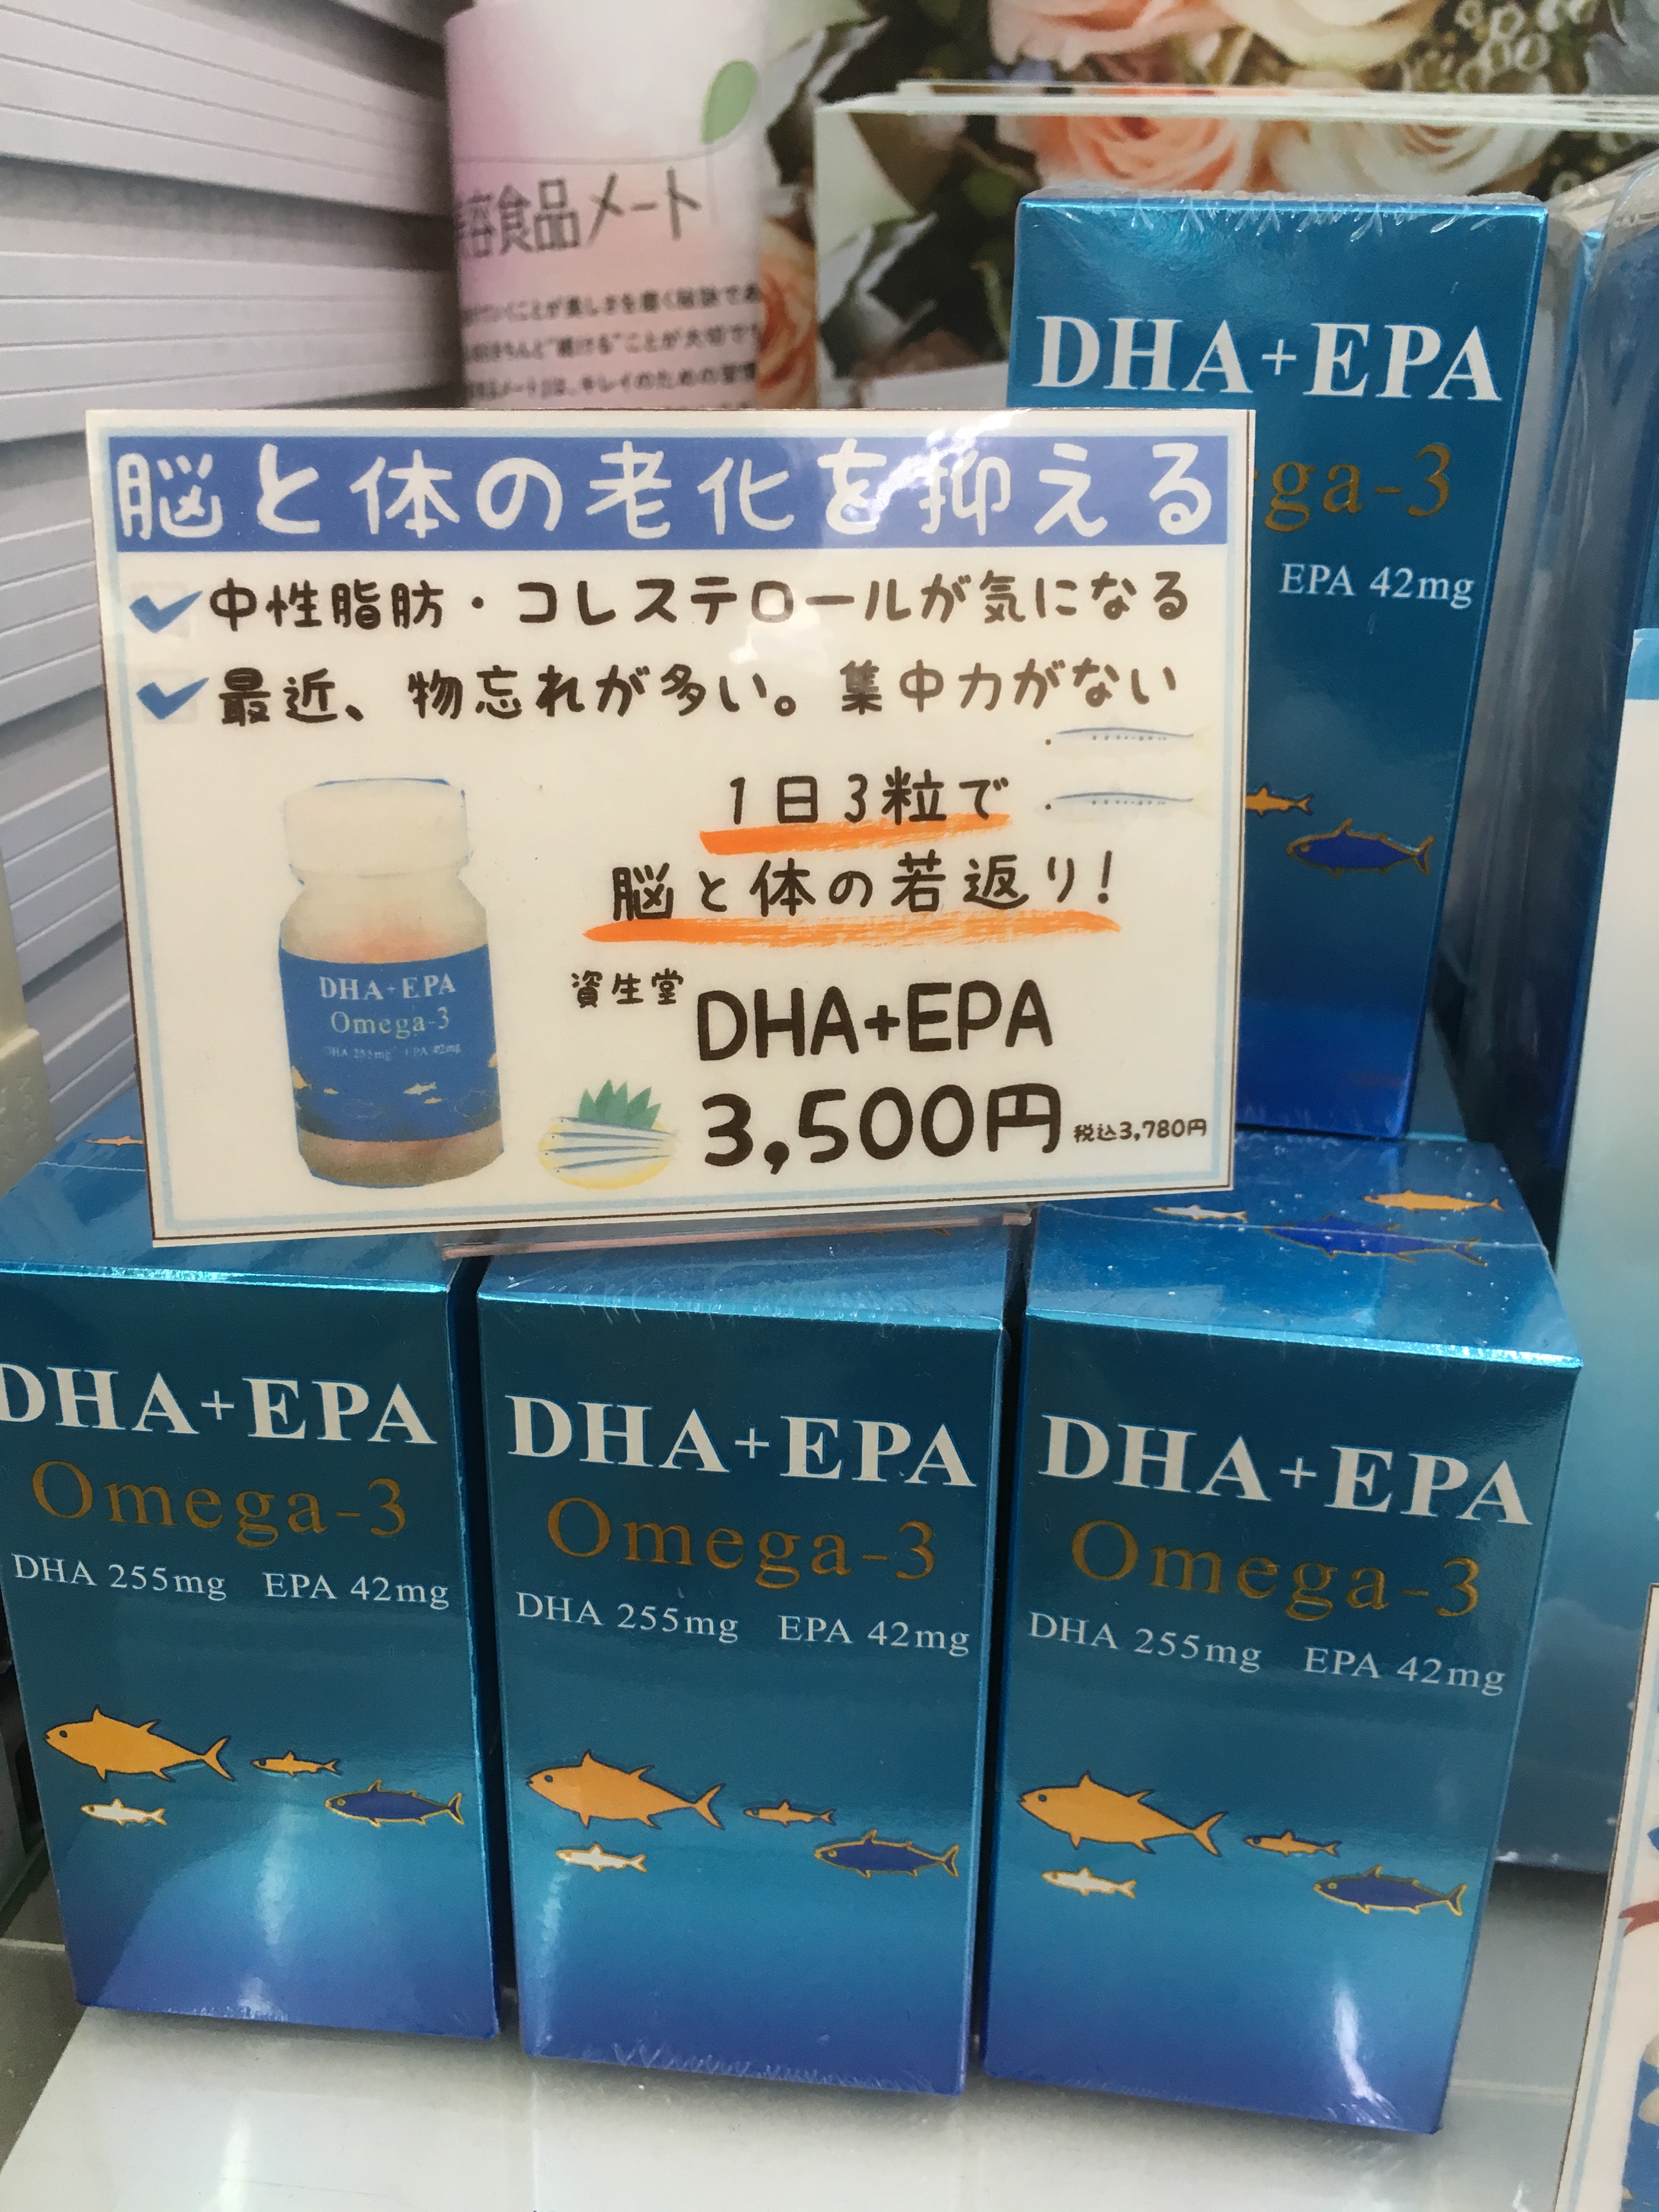 食品メート
DHA+EPA
ga-3
EPA 42mg
脳と体の老化を抑える
中性脂肪・コレステロールが気になる
最近、物忘れが多い。集中力がない
1日3粒で
脳と体の若返り!
資生堂 DHA+EPA
3,500円 税込3,780円
DHA+EPA
Omega-3
DHA 255mg EPA 42mg
DHA+EPA
Omega-3
DHA 255mg EPA 42mg
DHA+EPA
Omega-3
DHA 255mg EPA 42mg
DHA+EPA
Omega-3
DHA 255mg EPA 42mg